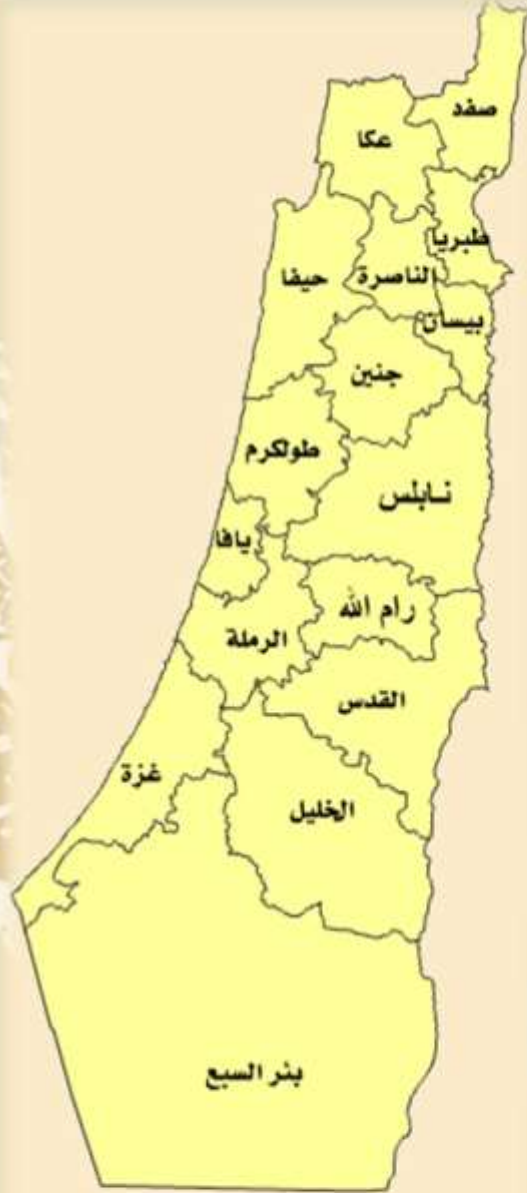 صفد
عكا
طبريا
الناصرة
حيفا
بيسان
جنين
طولكرم
نابلس
يافا
رام الله
الرملة
القدس
غزة
الخليل
بئر السبع